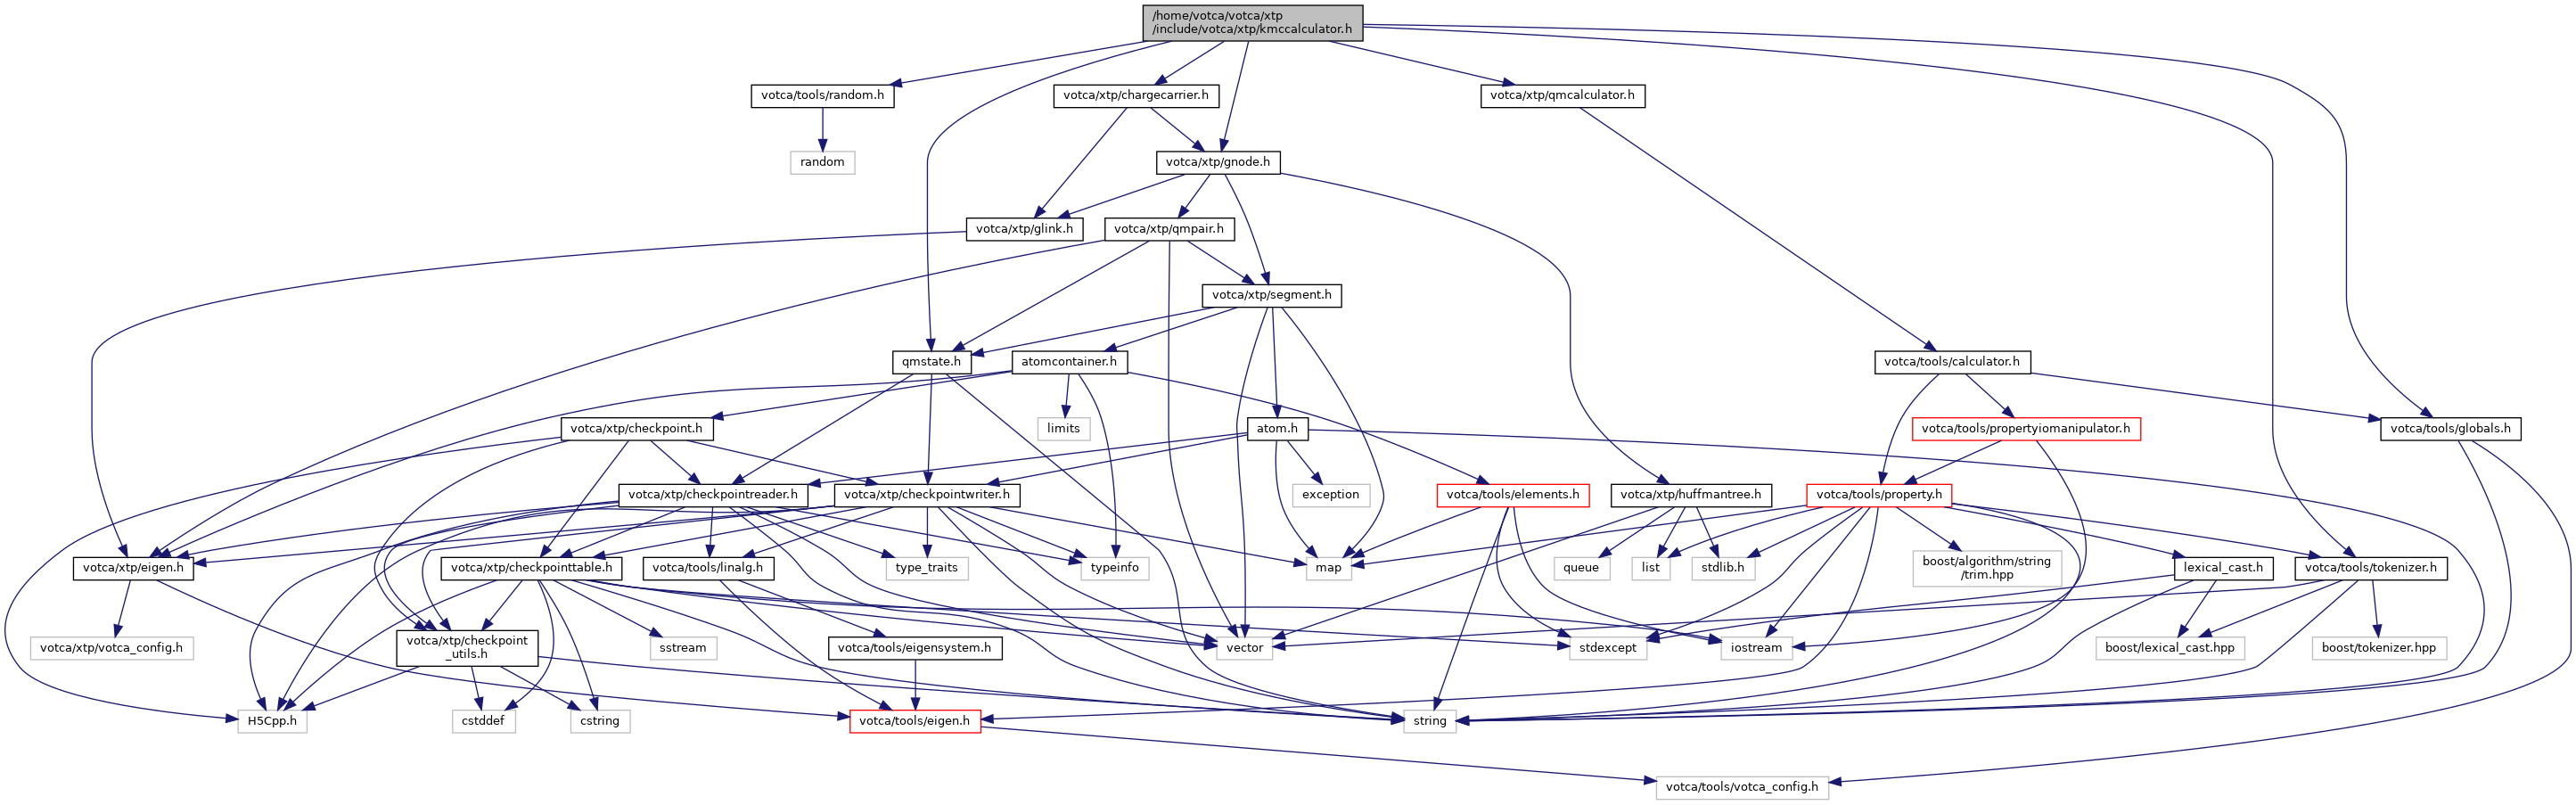 /home/votca/votca/xtp
/include/votca/xtp/kmccalculator.h
votca/tools/random.h
votca/xtp/chargecarrier.h
votca/xtp/qmcalculator.h
random
votca/xtp/gnode.h
votca/xtp/glink.h
votca/xtp/qmpair.h
votca/xtp/segment.h
qmstate.h
atomcontainer.h
votca/tools/calculator.h
votca/xtp/checkpoint.h
limits
atom.h
votca/tools/propertyiomanipulator.h
votca/tools/globals.h
votca/xtp/checkpointreader.h
votca/xtp/checkpointwriter.h
exception
votca/tools/elements.h
votca/xtp/huffmantree.h
votca/tools/property.h
votca/xtp/eigen.h
votca/xtp/checkpointtable.h
votca/tools/linalg.h
type_traits
typeinfo
map
queue
list
stdlib.h
boost/algorithm/string
/trim.hpp
lexical_cast.h
votca/tools/tokenizer.h
votca/xtp/votca_config.h
votca/xtp/checkpoint
_utils.h
sstream
votca/tools/eigensystem.h
vector
stdexcept
iostream
boost/lexical_cast.hpp
boost/tokenizer.hpp
H5Cpp.h
cstddef
cstring
votca/tools/eigen.h
string
votca/tools/votca_config.h